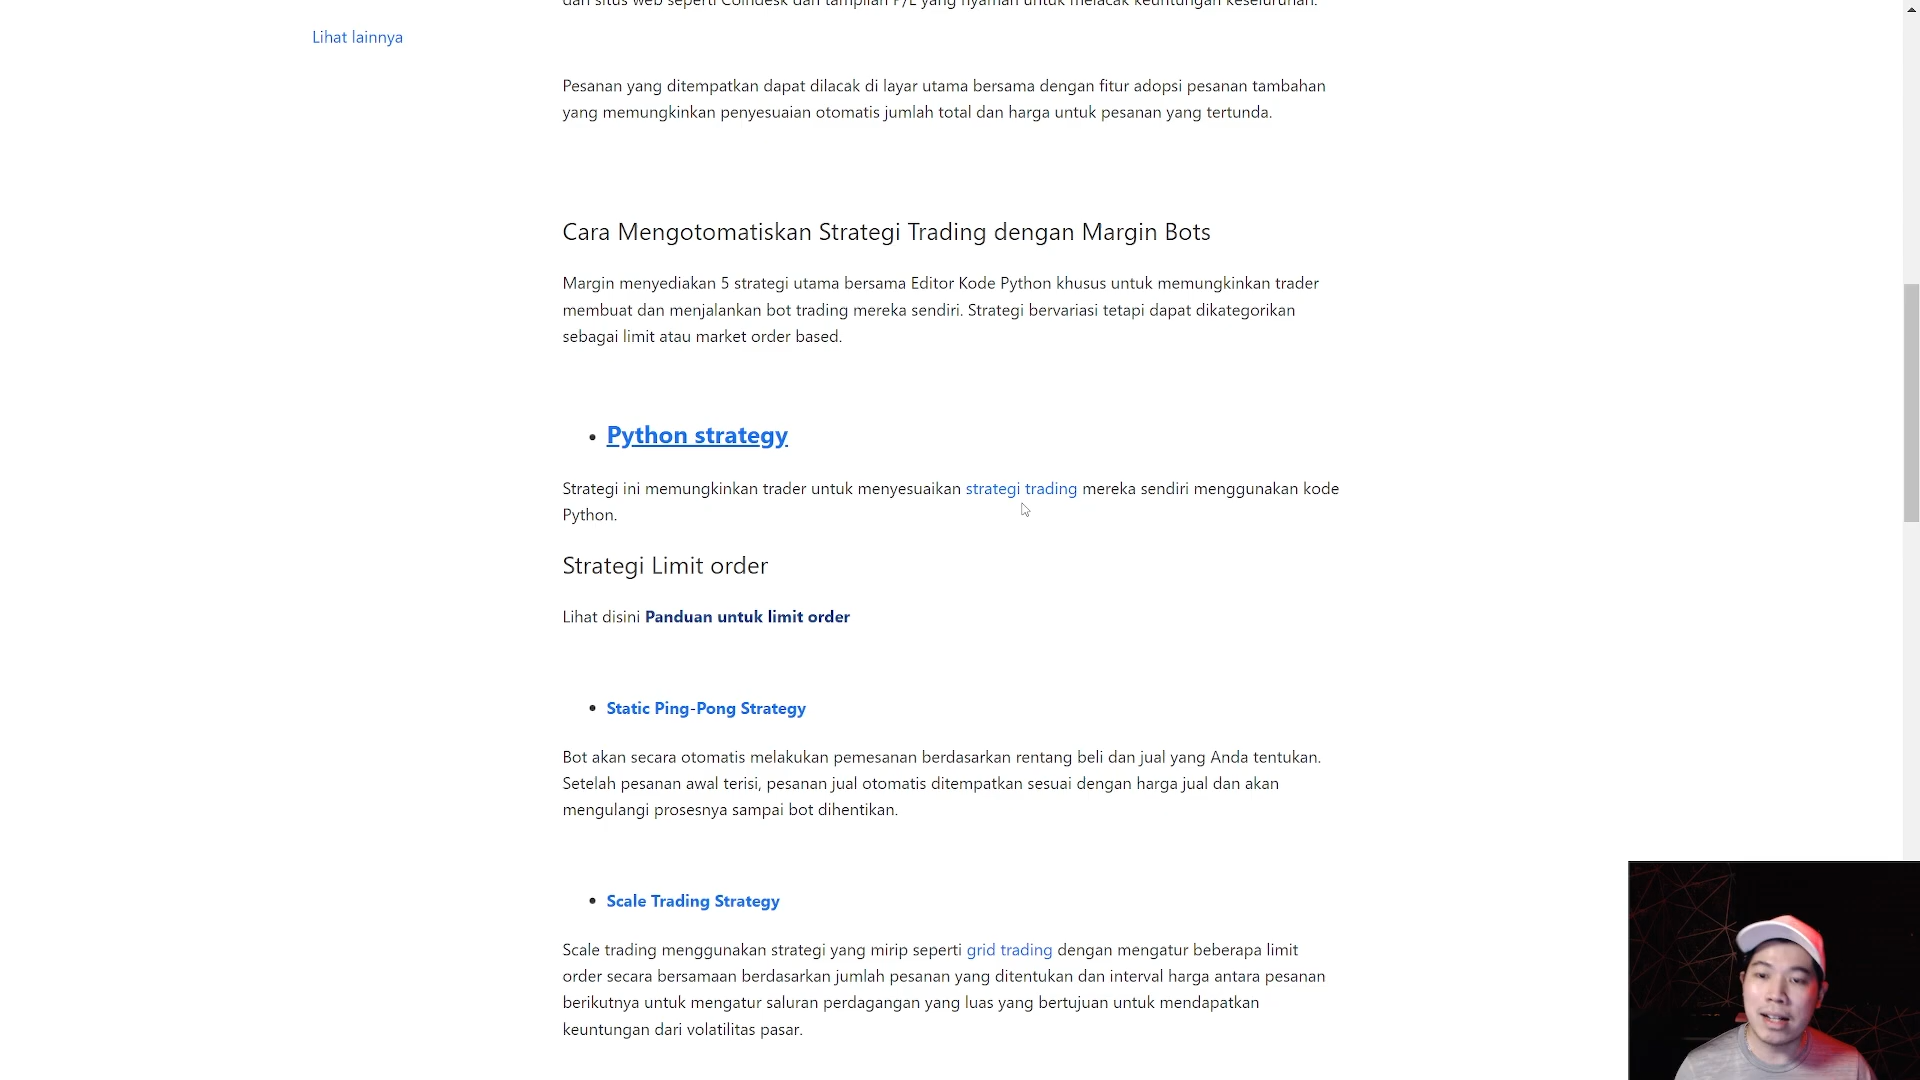 dari situs web seperti Coindesk dan tampilan P/L yang nyaman untuk melacak keuntungan keseluruhan.
Lihat lainnya
Pesanan yang ditempatkan dapat dilacak di layar utama bersama dengan fitur adopsi pesanan tambahan
yang memungkinkan penyesuaian otomatis jumlah total dan harga untuk pesanan yang tertunda.
Cara Mengotomatiskan Strategi Trading dengan Margin Bots
Margin menyediakan 5 strategi utama bersama Editor Kode Python khusus untuk memungkinkan trader
membuat dan menjalankan bot trading mereka sendiri. Strategi bervariasi tetapi dapat dikategorikan
sebagai limit atau market order based.
• Python strategy
Strategi ini memungkinkan trader untuk menyesuaikan strategi trading mereka sendiri menggunakan kode
Python.
Strategi Limit order
Lihat disini Panduan untuk limit order
• Static Ping-Pong Strategy
Bot akan secara otomatis melakukan pemesanan berdasarkan rentang beli dan jual yang Anda tentukan.
Setelah pesanan awal terisi, pesanan jual otomatis ditempatkan sesuai dengan harga jual dan akan
mengulangi prosesnya sampai bot dihentikan.
• Scale Trading Strategy
Scale trading menggunakan strategi yang mirip seperti grid trading dengan mengatur beberapa limit
order secara bersamaan berdasarkan jumlah pesanan yang ditentukan dan interval harga antara pesanan
berikutnya untuk mengatur saluran perdagangan yang luas yang bertujuan untuk mendapatkan
keuntungan dari volatilitas pasar.